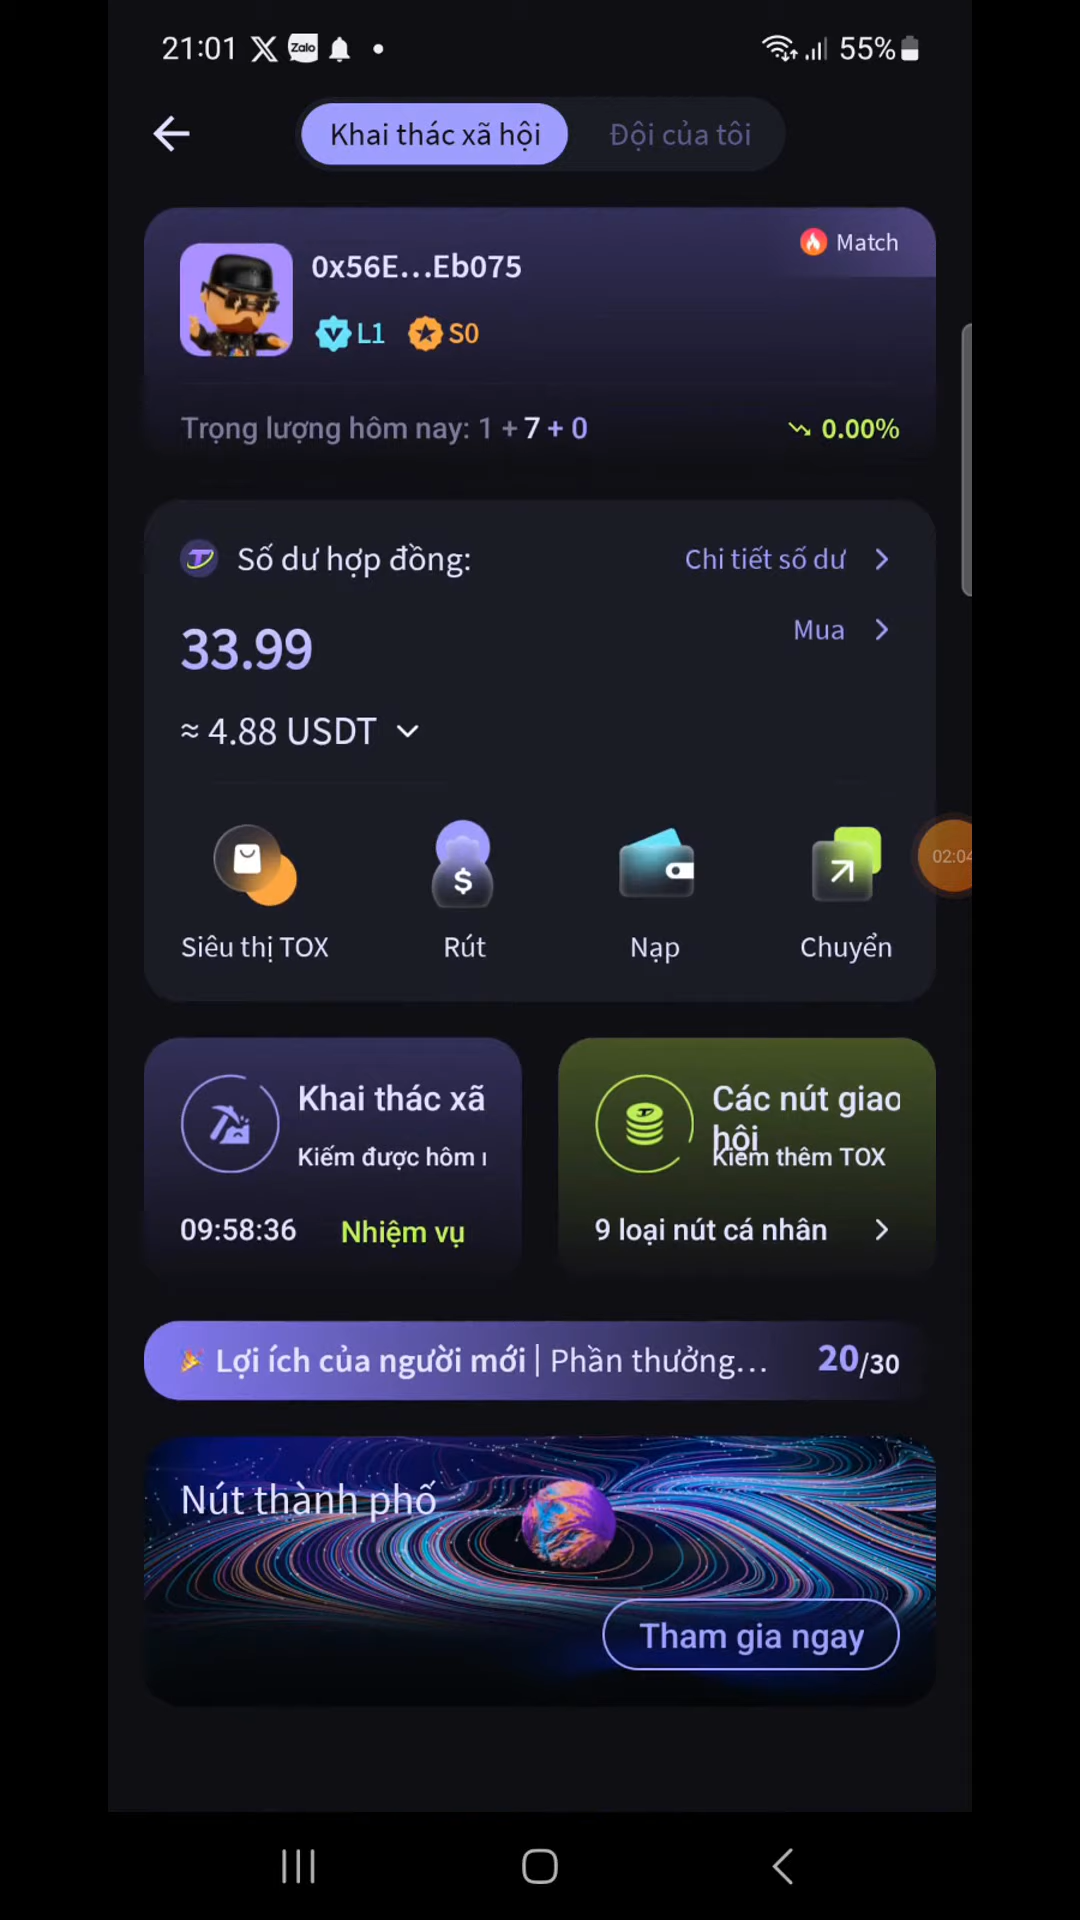 21:01 Zalo 55%
Khai thác xã hội Đội của tôi
Match
0x56E...Eb075
L1 S0
Trọng lượng hôm nay: 1 + 7 + 0 0.00%
Số dư hợp đồng: Chi tiết số dư
Mua
33.99
≈ 4.88 USDT
02:04
Siêu thị TOX Rút Nạp Chuyển
Khai thác xã
Kiếm được hôm
09:58:36 Nhiệm vụ
Các nút giao
hội
Kiếm thêm TOX
9 loại nút cá nhân
Lợi ích của người mới | Phần thưởng... 20/30
Nút thành phố
Tham gia ngay